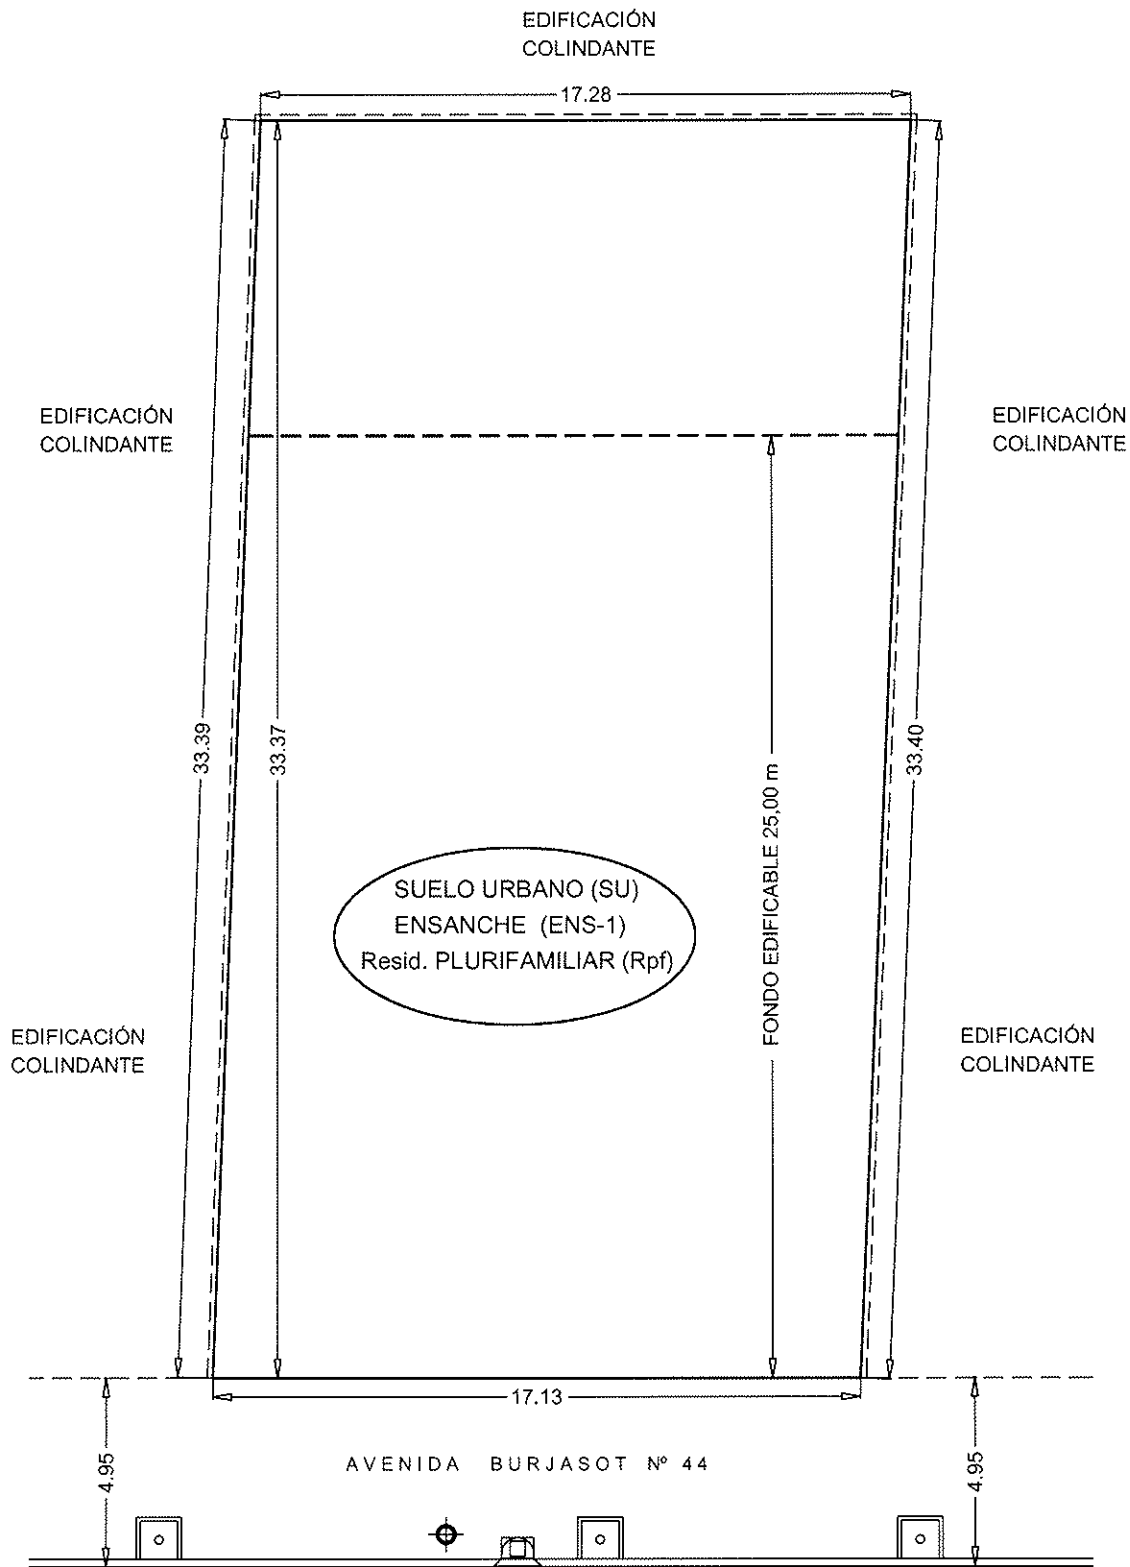 EDIFICACIÓN
COLINDANTE
17.28
EDIFICACIÓN
COLINDANTE
EDIFICACIÓN
COLINDANTE
33.39
33.37
33.40
FONDO EDIFICABLE 25,00 m
SUELO URBANO (SU)
ENSANCHE (ENS-1)
Resid. PLURIFAMILIAR (Rpf)
EDIFICACIÓN
COLINDANTE
EDIFICACIÓN
COLINDANTE
17.13
4.95
AVENIDA BURJASOT Nº 44
4.95